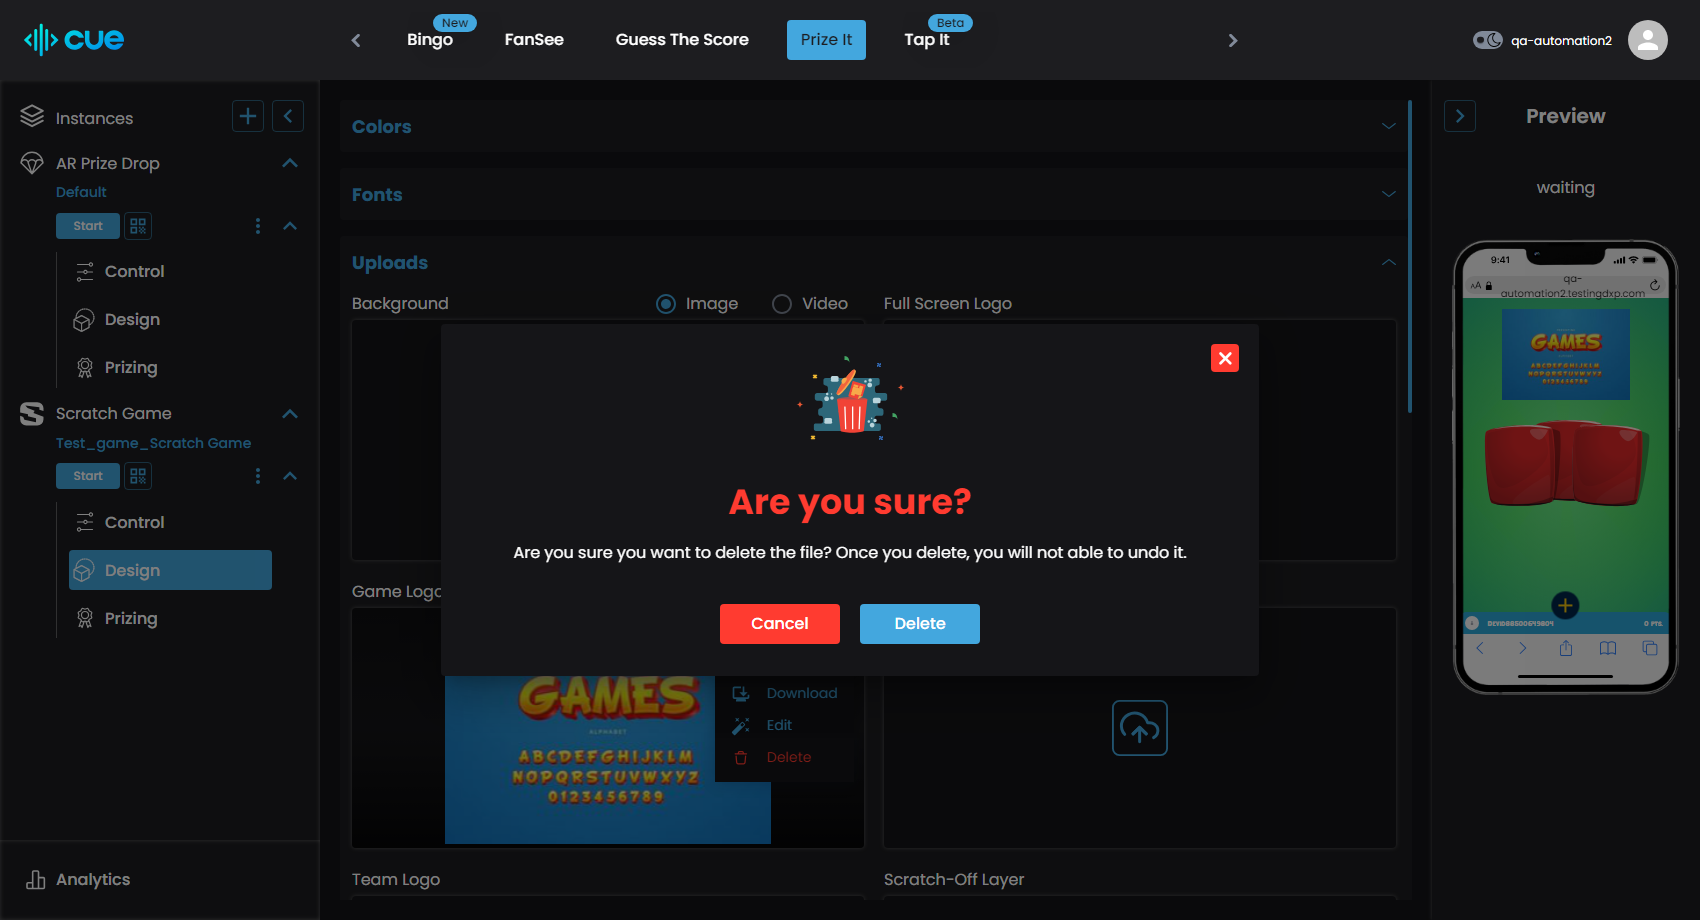 cue
Bingo
New
FanSee
Guess The Score
Prize It
Tap It
Beta
qa-automation2
Instances
AR Prize Drop
Default
Start
Control
Design
Prizing
Scratch Game
Test_game_Scratch Game
Start
Control
Design
Prizing
Analytics
Colors
Fonts
Uploads
Background
Image
Video
Full Screen Logo
Are you sure?
Are you sure you want to delete the file? Once you delete, you will not able to undo it.
Cancel
Delete
Game Logo
GAMES
ALPHABET
ABCDEFGHIJKLM
NOPQRSTUVWXYZ
0123456789
Download
Edit
Delete
Team Logo
Scratch-Off Layer
Preview
waiting
9:41
AA
qa-
automation2.testingdxp.com
GAMES
ABCDEFGHIJKLM
NOPQRSTUVWXYZ
0123456789
0 PTS.